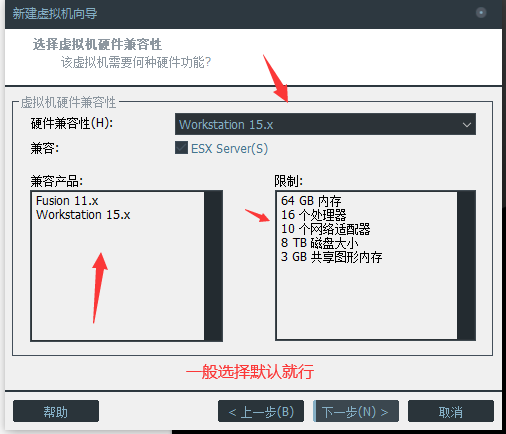 新建虚拟机向导
选择虚拟机硬件兼容性
该虚拟机需要何种硬件功能?
虚拟机硬件兼容性
硬件兼容性(H):
Workstation 15.x
兼容:
ESX Server(S)
兼容产品:
Fusion 11.x
Workstation 15.x
限制:
64 GB 内存
16 个处理器
10 个网络适配器
8 TB 磁盘大小
3 GB 共享图形内存
一般选择默认就行
帮助
< 上一步(B)
下一步(N) >
取消